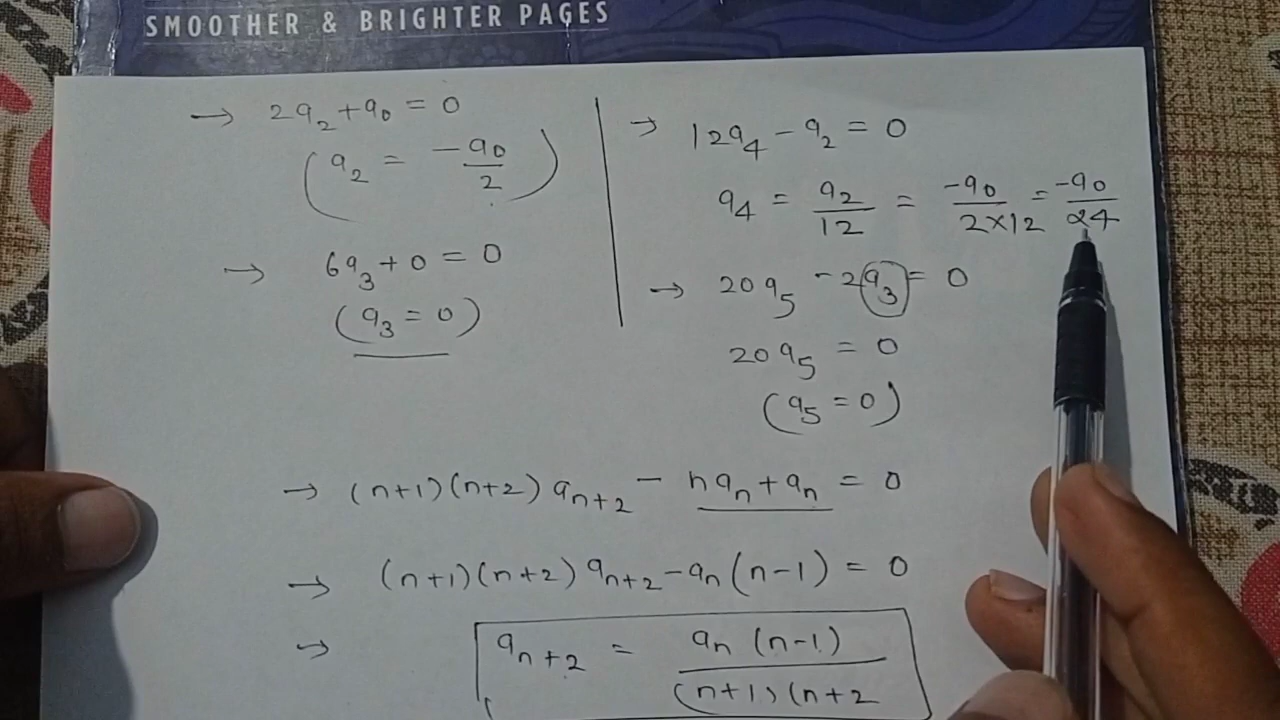 SMOOTHER & BRIGHTER PAGES
→ 2a₂ + a₀ = 0
(a₂ = -a₀/2)
→ 6a₃ + 0 = 0
(a₃ = 0)
→ 12a₄ - a₂ = 0
a₄ = a₂/12 = -a₀/2×12 = -a₀/24
→ 20a₅ - 2a₃ = 0
20a₅ = 0
(a₅ = 0)
→ (n+1)(n+2)aₙ₊₂ - naₙ + aₙ = 0
→ (n+1)(n+2)aₙ₊₂ - aₙ(n-1) = 0
→ aₙ₊₂ = aₙ(n-1)/(n+1)(n+2